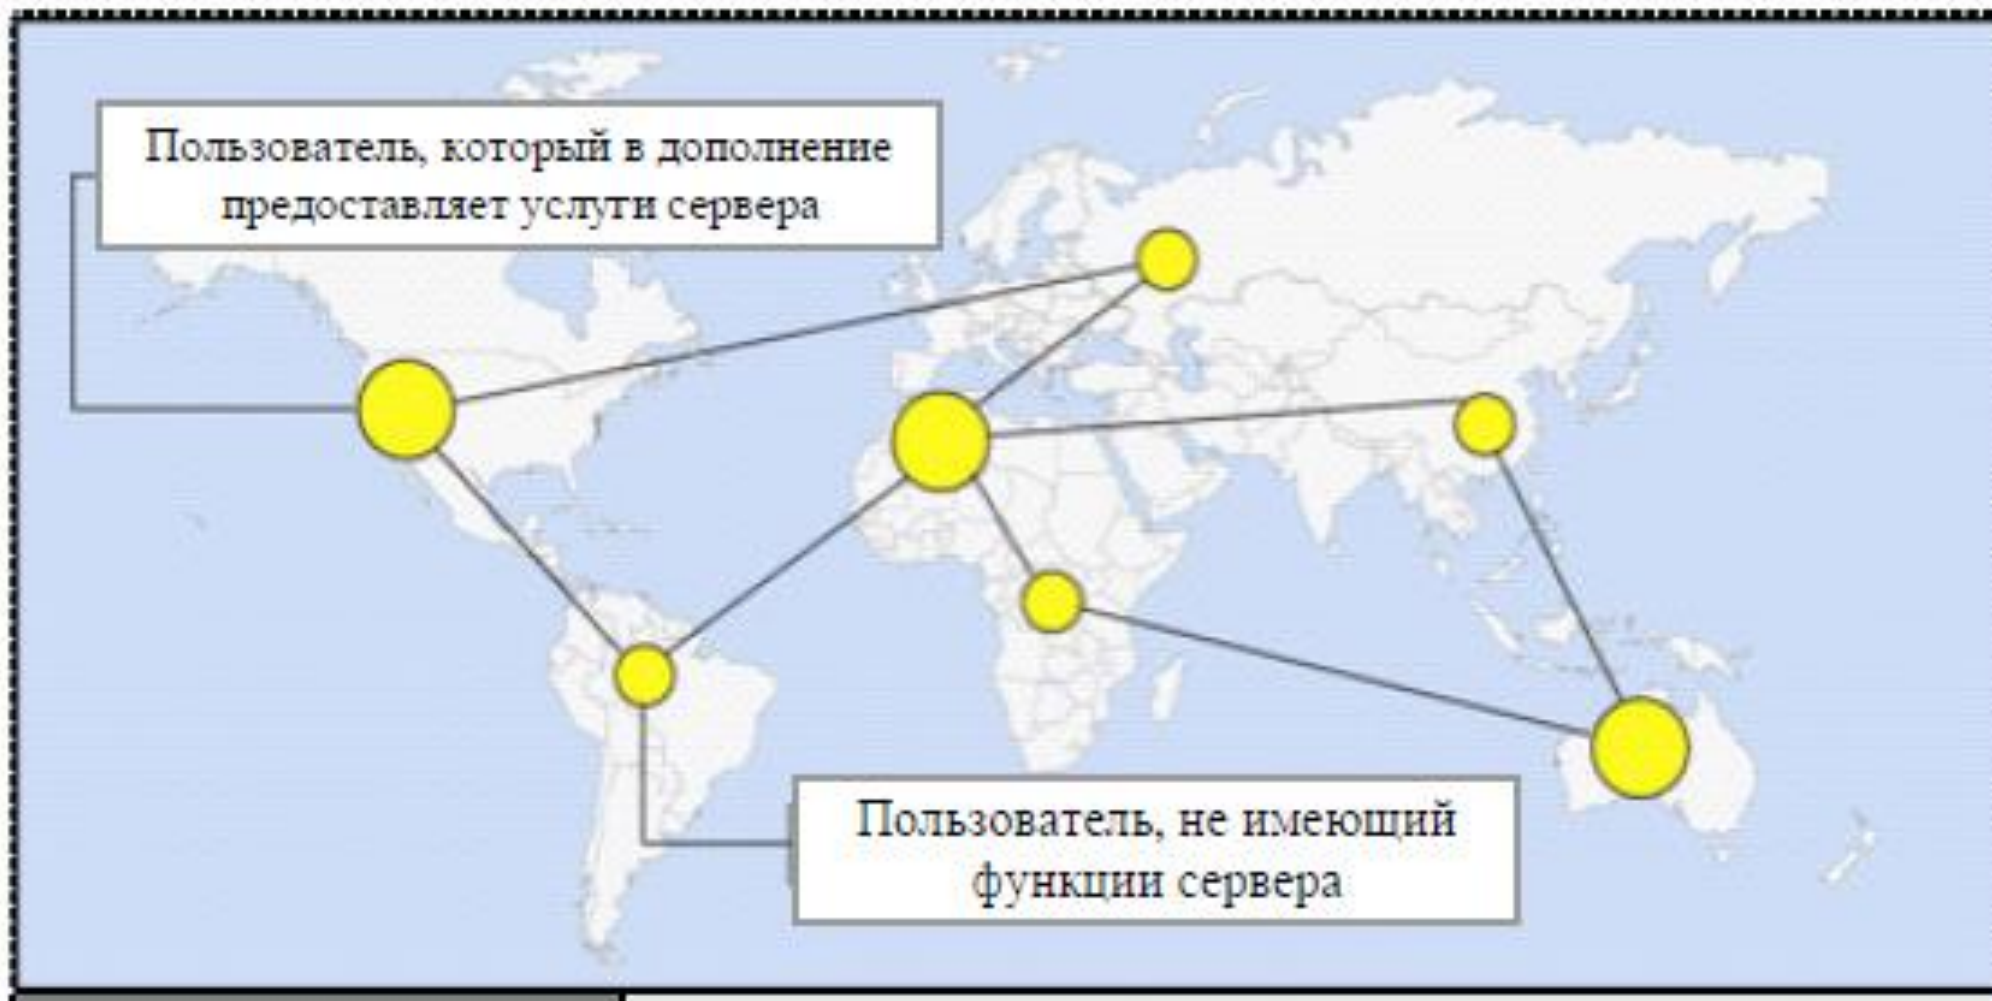 Пользователь, который в дополнение
предоставляет услуги сервера
Пользователь, не имеющий
функции сервера